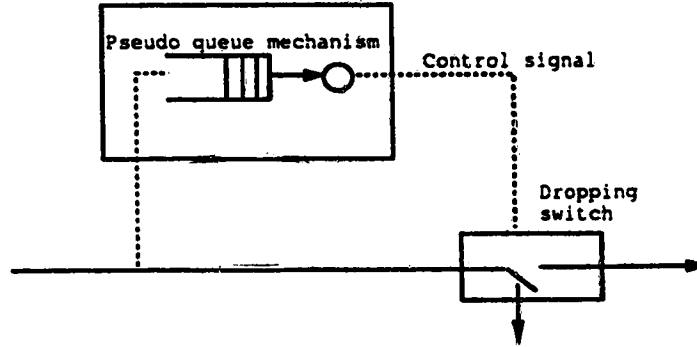 Pseudo queue mechanism
Control signal
Dropping
switch